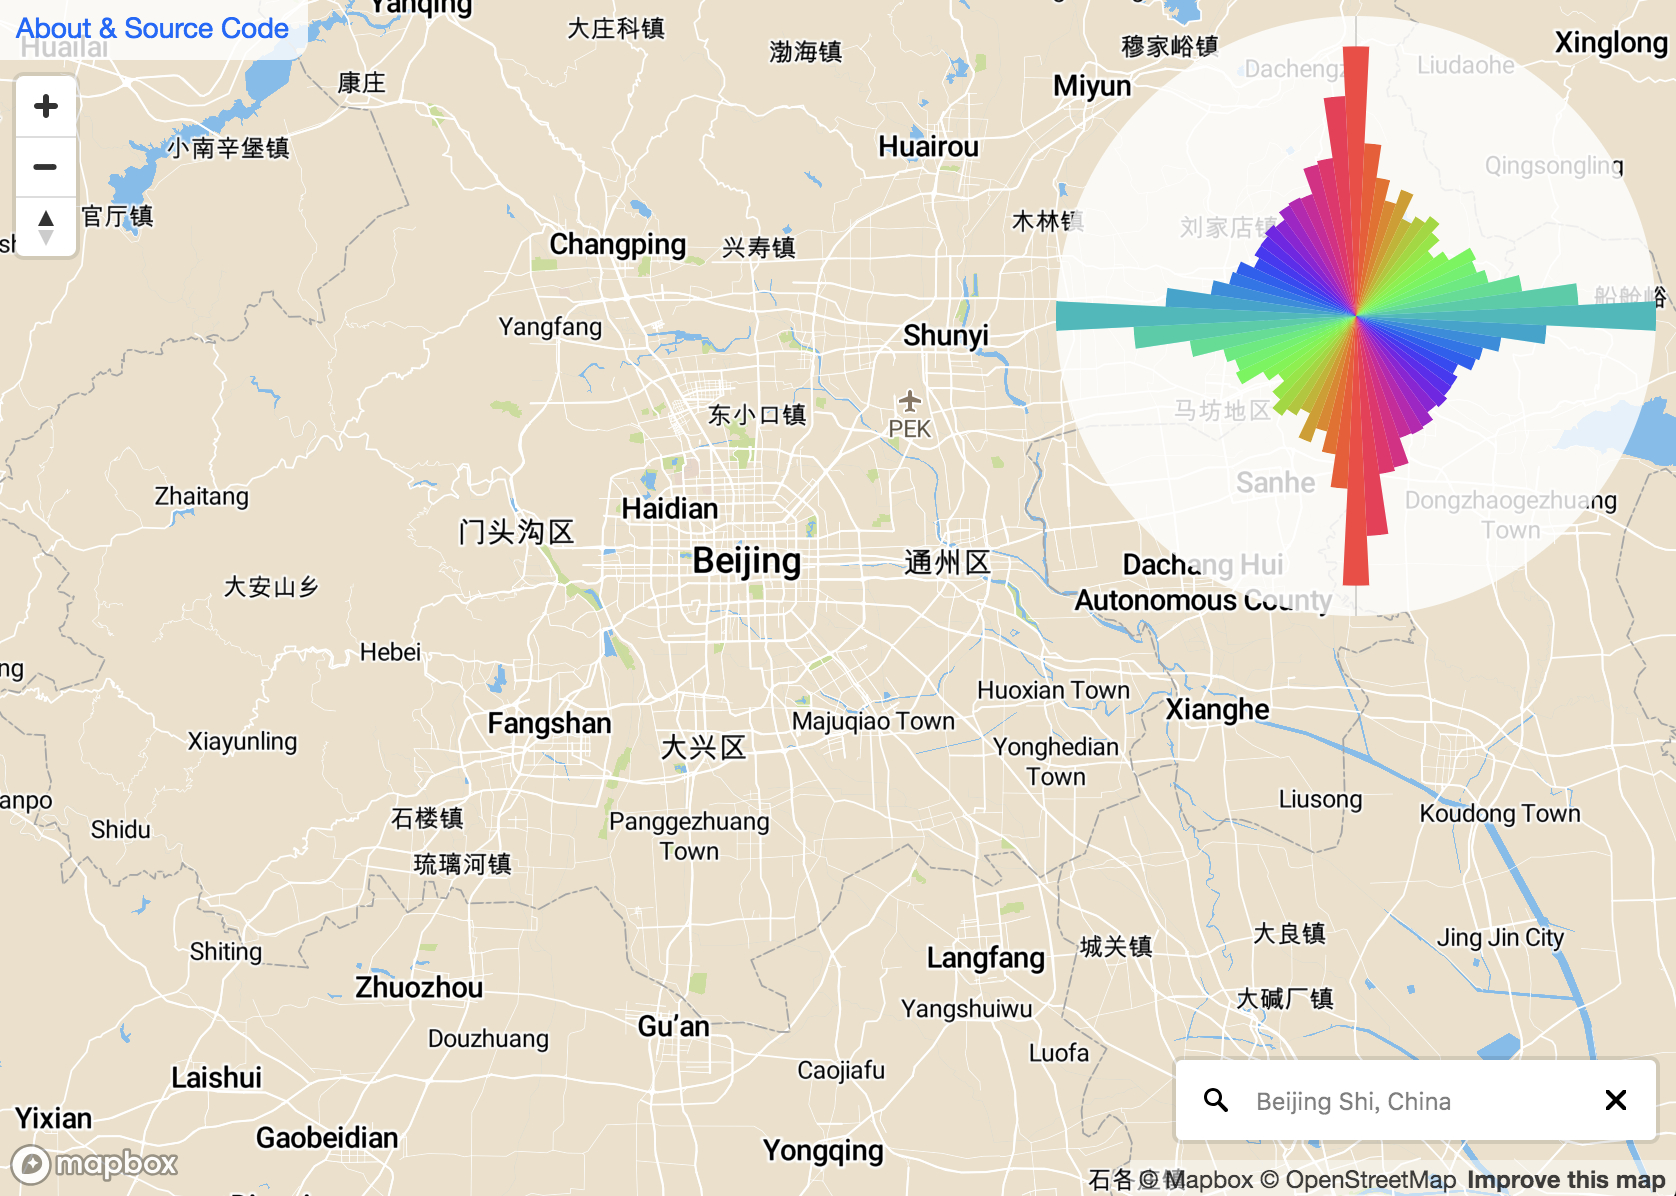 Yanqing
About & Source Code
Huailai
大庄科镇
渤海镇
穆家峪镇
Xinglong
康庄
Miyun
Liudaohe
小南辛堡镇
Huairou
Qingsongling
官厅镇
木林镇
刘家店镇
Changping
兴寿镇
Yangfang
Shunyi
东小口镇
PEK
马坊地区
Zhaitang
Haidian
Sanhe
Dongzhaogezhuang
Town
门头沟区
Beijing
通州区
Dachang Hui
Autonomous County
大安山乡
Hebei
Huoxian Town
Fangshan
Majuqiao Town
Xianghe
Xiayunling
大兴区
Yonghedian
Town
Liusong
Koudong Town
Shidu
石楼镇
Panggezhuang
Town
琉璃河镇
Shiting
Langfang
城关镇
大良镇
Jing Jin City
Zhuozhou
Yangshuiwu
大碱厂镇
Gu’an
Douzhuang
Luofa
Laishui
Caojiafu
Beijing Shi, China
Yixian
Gaobeidian
Yongqing
mapbox
© Mapbox © OpenStreetMap Improve this map